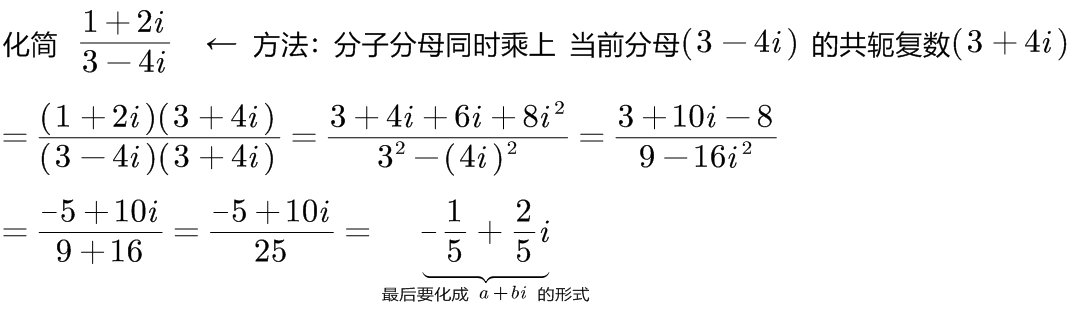 化简 \frac{1+2i}{3-4i} ← 方法：分子分母同时乘上 当前分母(3-4i) 的共轭复数(3+4i)
= \frac{(1+2i)(3+4i)}{(3-4i)(3+4i)} = \frac{3+4i+6i+8i^2}{3^2-(4i)^2} = \frac{3+10i-8}{9-16i^2}
= \frac{-5+10i}{9+16} = \frac{-5+10i}{25} = -\frac{1}{5}+\frac{2}{5}i
最后要化成 a+bi 的形式